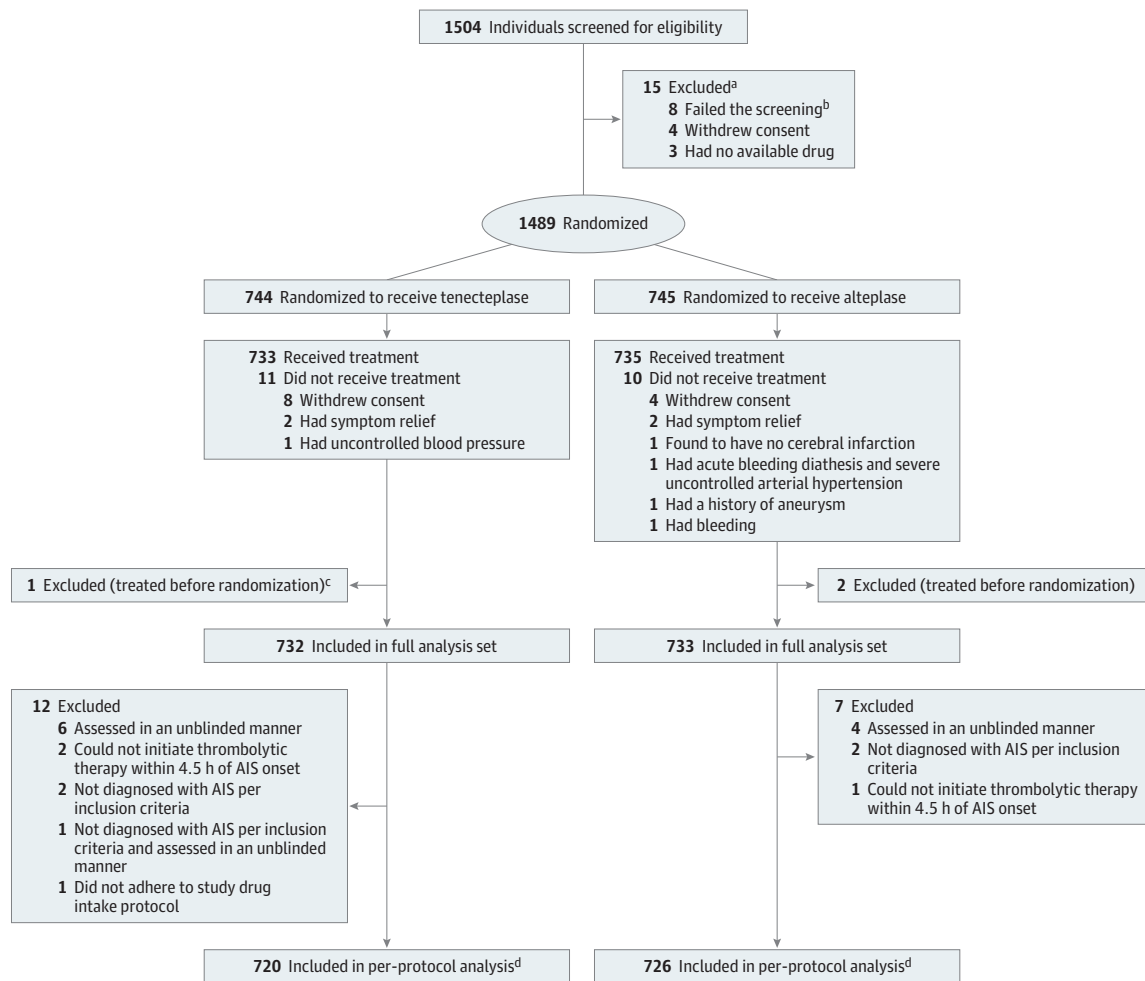 1504 Individuals screened for eligibility
15 Excludedᵃ
8 Failed the screeningᵇ
4 Withdrew consent
3 Had no available drug
1489 Randomized
744 Randomized to receive tenecteplase
745 Randomized to receive alteplase
733 Received treatment
11 Did not receive treatment
8 Withdrew consent
2 Had symptom relief
1 Had uncontrolled blood pressure
735 Received treatment
10 Did not receive treatment
4 Withdrew consent
2 Had symptom relief
1 Found to have no cerebral infarction
1 Had acute bleeding diathesis and severe
uncontrolled arterial hypertension
1 Had a history of aneurysm
1 Had bleeding
1 Excluded (treated before randomization)ᶜ
2 Excluded (treated before randomization)
732 Included in full analysis set
733 Included in full analysis set
12 Excluded
6 Assessed in an unblinded manner
2 Could not initiate thrombolytic
therapy within 4.5 h of AIS onset
2 Not diagnosed with AIS per
inclusion criteria
1 Not diagnosed with AIS per inclusion
criteria and assessed in an unblinded
manner
1 Did not adhere to study drug
intake protocol
7 Excluded
4 Assessed in an unblinded manner
2 Not diagnosed with AIS per inclusion
criteria
1 Could not initiate thrombolytic therapy
within 4.5 h of AIS onset
720 Included in per-protocol analysisᵈ
726 Included in per-protocol analysisᵈ